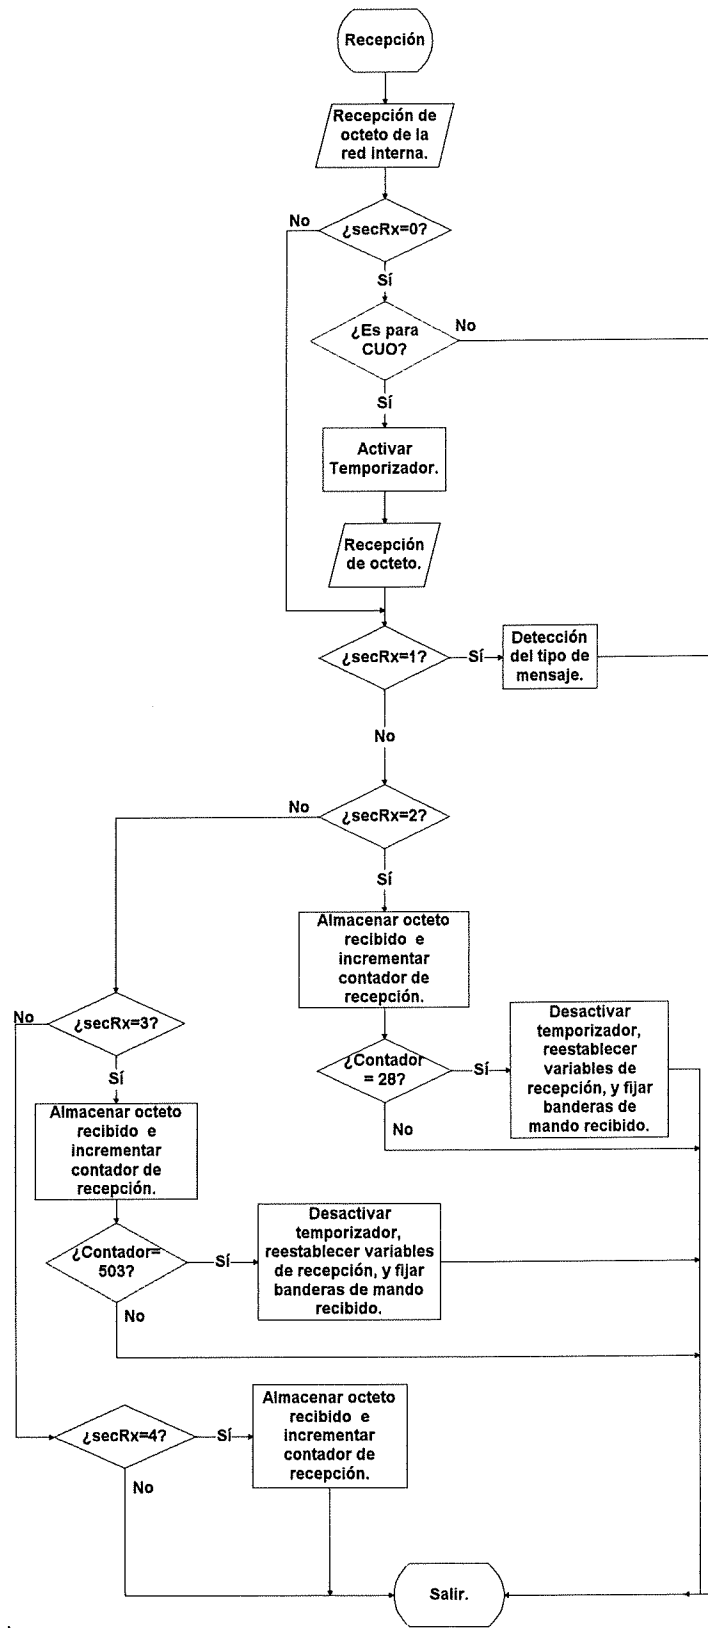 Recepción
Recepción de
octeto de la
red interna.
No
¿secRx=0?
Sí
¿Es para
CUO?
No
Sí
Activar
Temporizador.
Recepción
de octeto.
¿secRx=1?
Sí
Detección
del tipo de
mensaje.
No
No
¿secRx=2?
Sí
Almacenar octeto
recibido e
incrementar
contador de
recepción.
No
¿secRx=3?
Sí
¿Contador
= 28?
Sí
Desactivar
temporizador,
reestablecer
variables de
recepción, y fijar
banderas de
mando recibido.
No
Almacenar octeto
recibido e
incrementar
contador de
recepción.
¿Contador=
503?
Sí
Desactivar
temporizador,
reestablecer variables
de recepción, y fijar
banderas de mando
recibido.
No
¿secRx=4?
Sí
Almacenar octeto
recibido e
incrementar
contador de
recepción.
No
Salir.